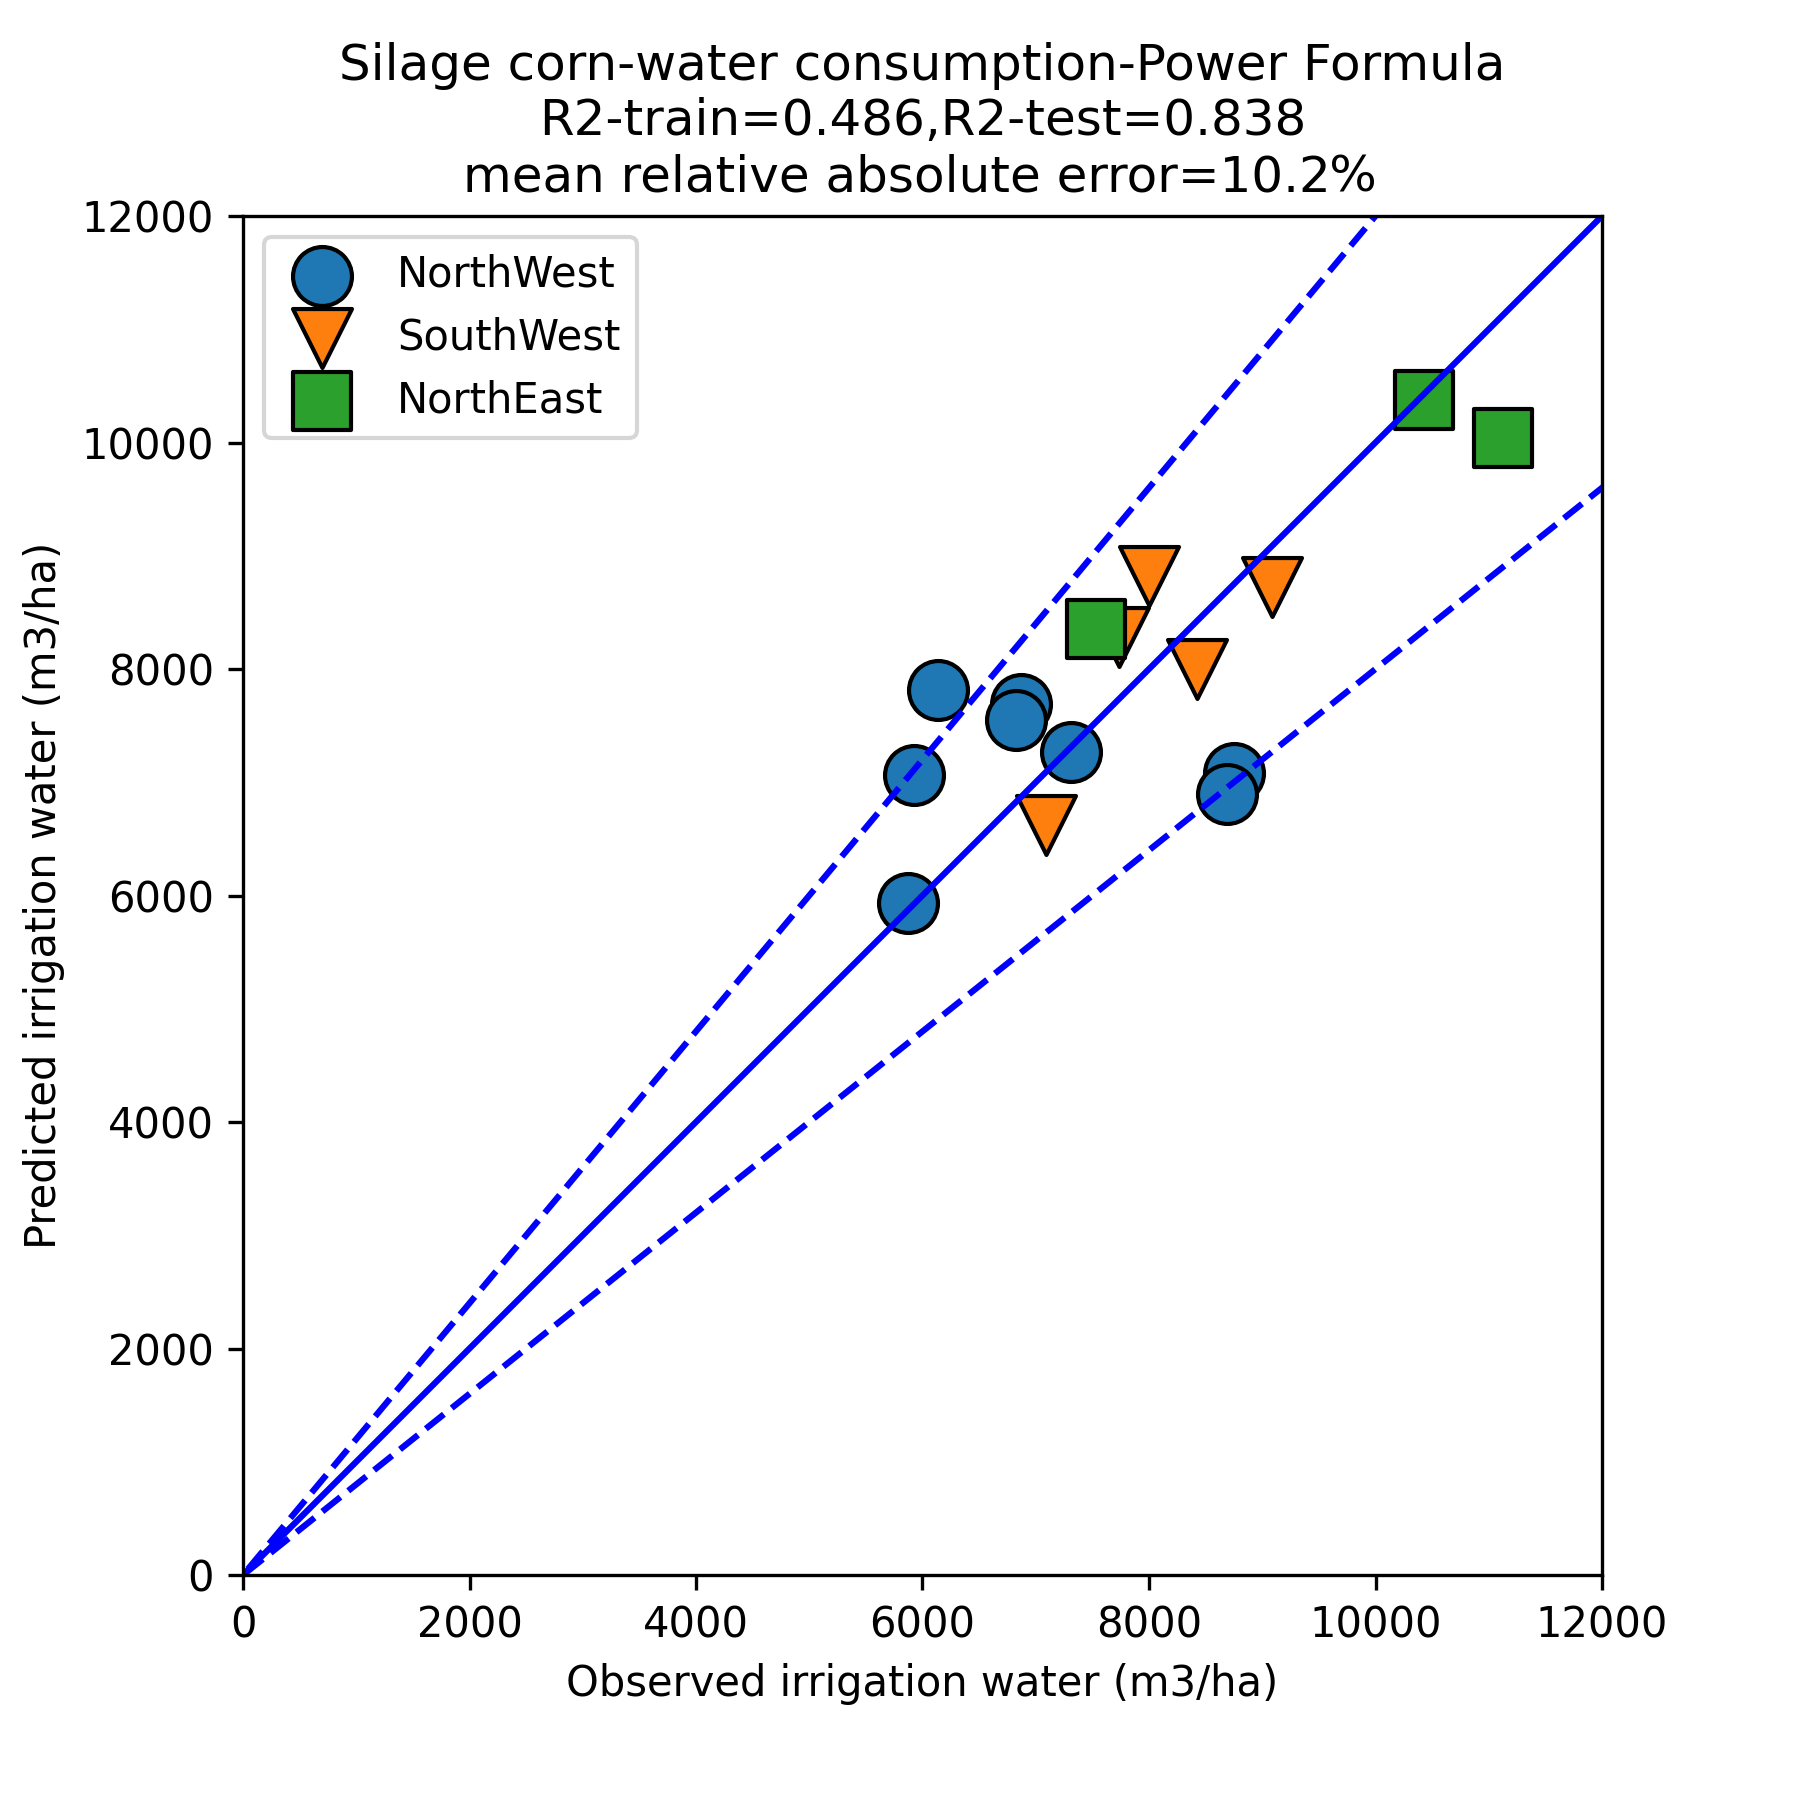 Silage corn-water consumption-Power Formula
R2-train=0.486,R2-test=0.838
mean relative absolute error=10.2%
12000
10000
8000
6000
4000
2000
0
NorthWest
SouthWest
NorthEast
Predicted irrigation water (m3/ha)
0 2000 4000 6000 8000 10000 12000
Observed irrigation water (m3/ha)